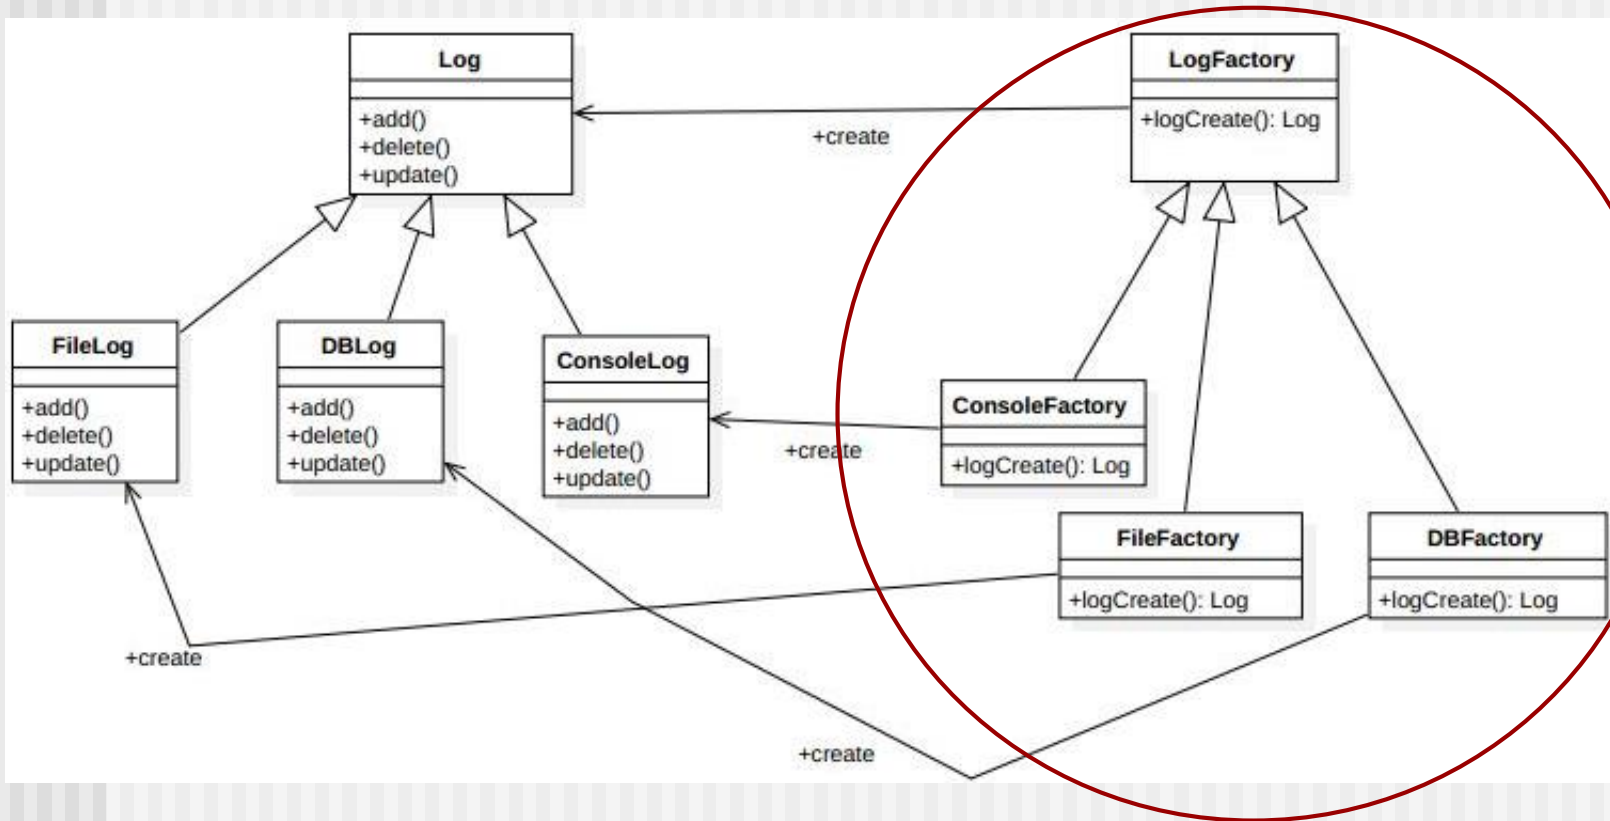 Log
+add()
+delete()
+update()
LogFactory
+logCreate(): Log
+create
FileLog
+add()
+delete()
+update()
DBLog
+add()
+delete()
+update()
ConsoleLog
+add()
+delete()
+update()
ConsoleFactory
+logCreate(): Log
+create
FileFactory
+logCreate(): Log
DBFactory
+logCreate(): Log
+create
+create